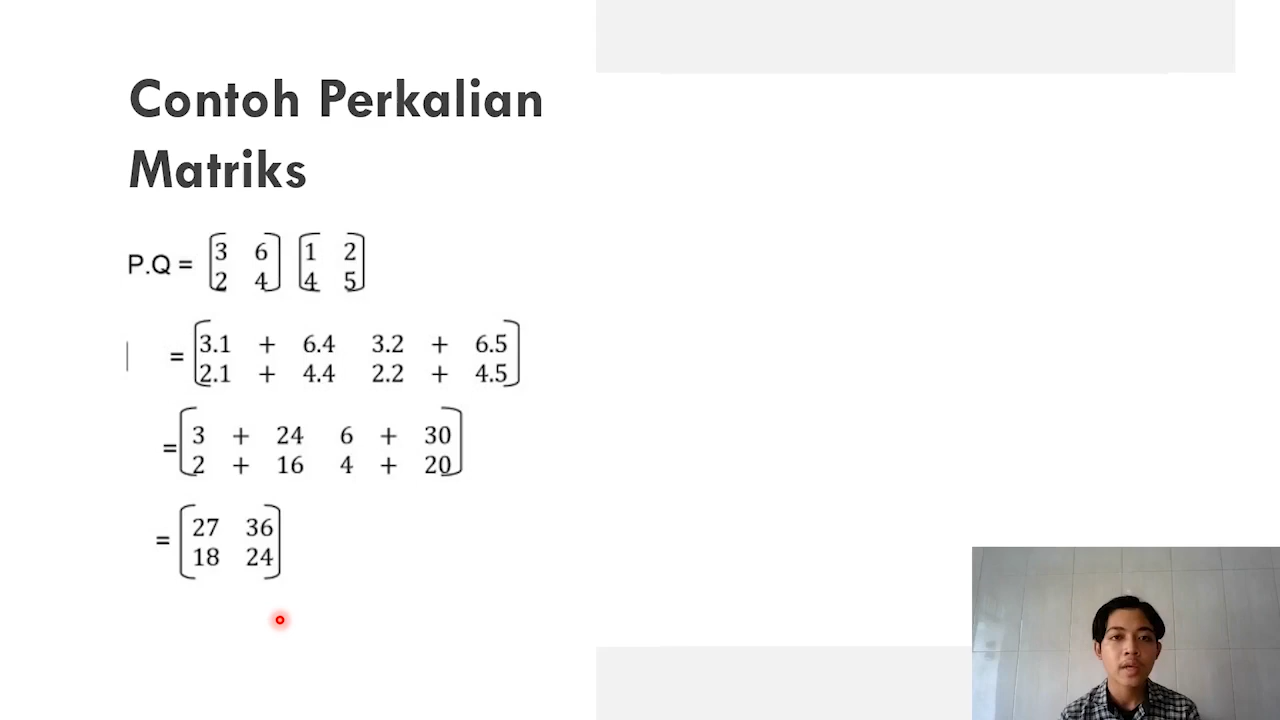 Contoh Perkalian
Matriks
P.Q = [3 6] [1 2]
[2 4] [4 5]
= [3.1 + 6.4 3.2 + 6.5]
[2.1 + 4.4 2.2 + 4.5]
= [3 + 24 6 + 30]
[2 + 16 4 + 20]
= [27 36]
[18 24]